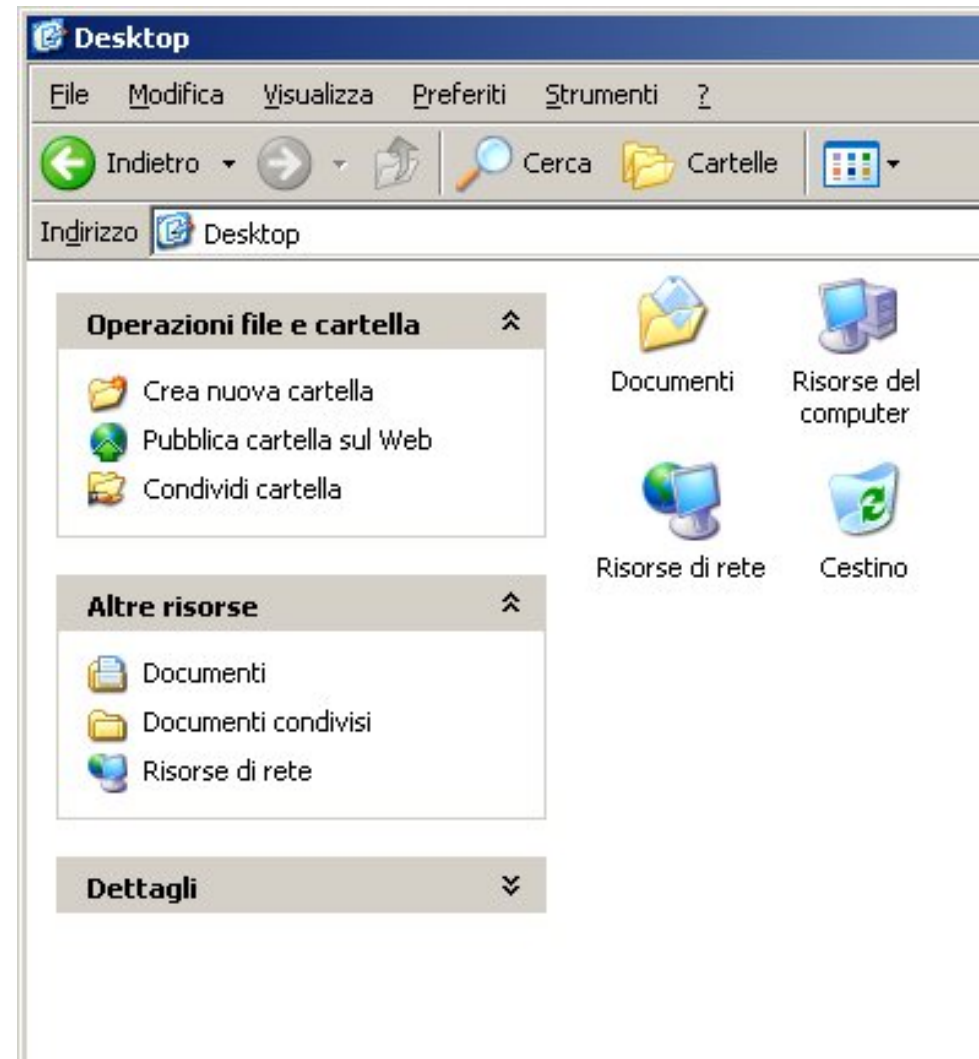 Desktop
File Modifica Visualizza Preferiti Strumenti ?
Indietro Cerca Cartelle
Indirizzo Desktop
Operazioni file e cartella
Crea nuova cartella
Pubblica cartella sul Web
Condividi cartella
Altre risorse
Documenti
Documenti condivisi
Risorse di rete
Dettagli
Documenti
Risorse del
computer
Risorse di rete
Cestino